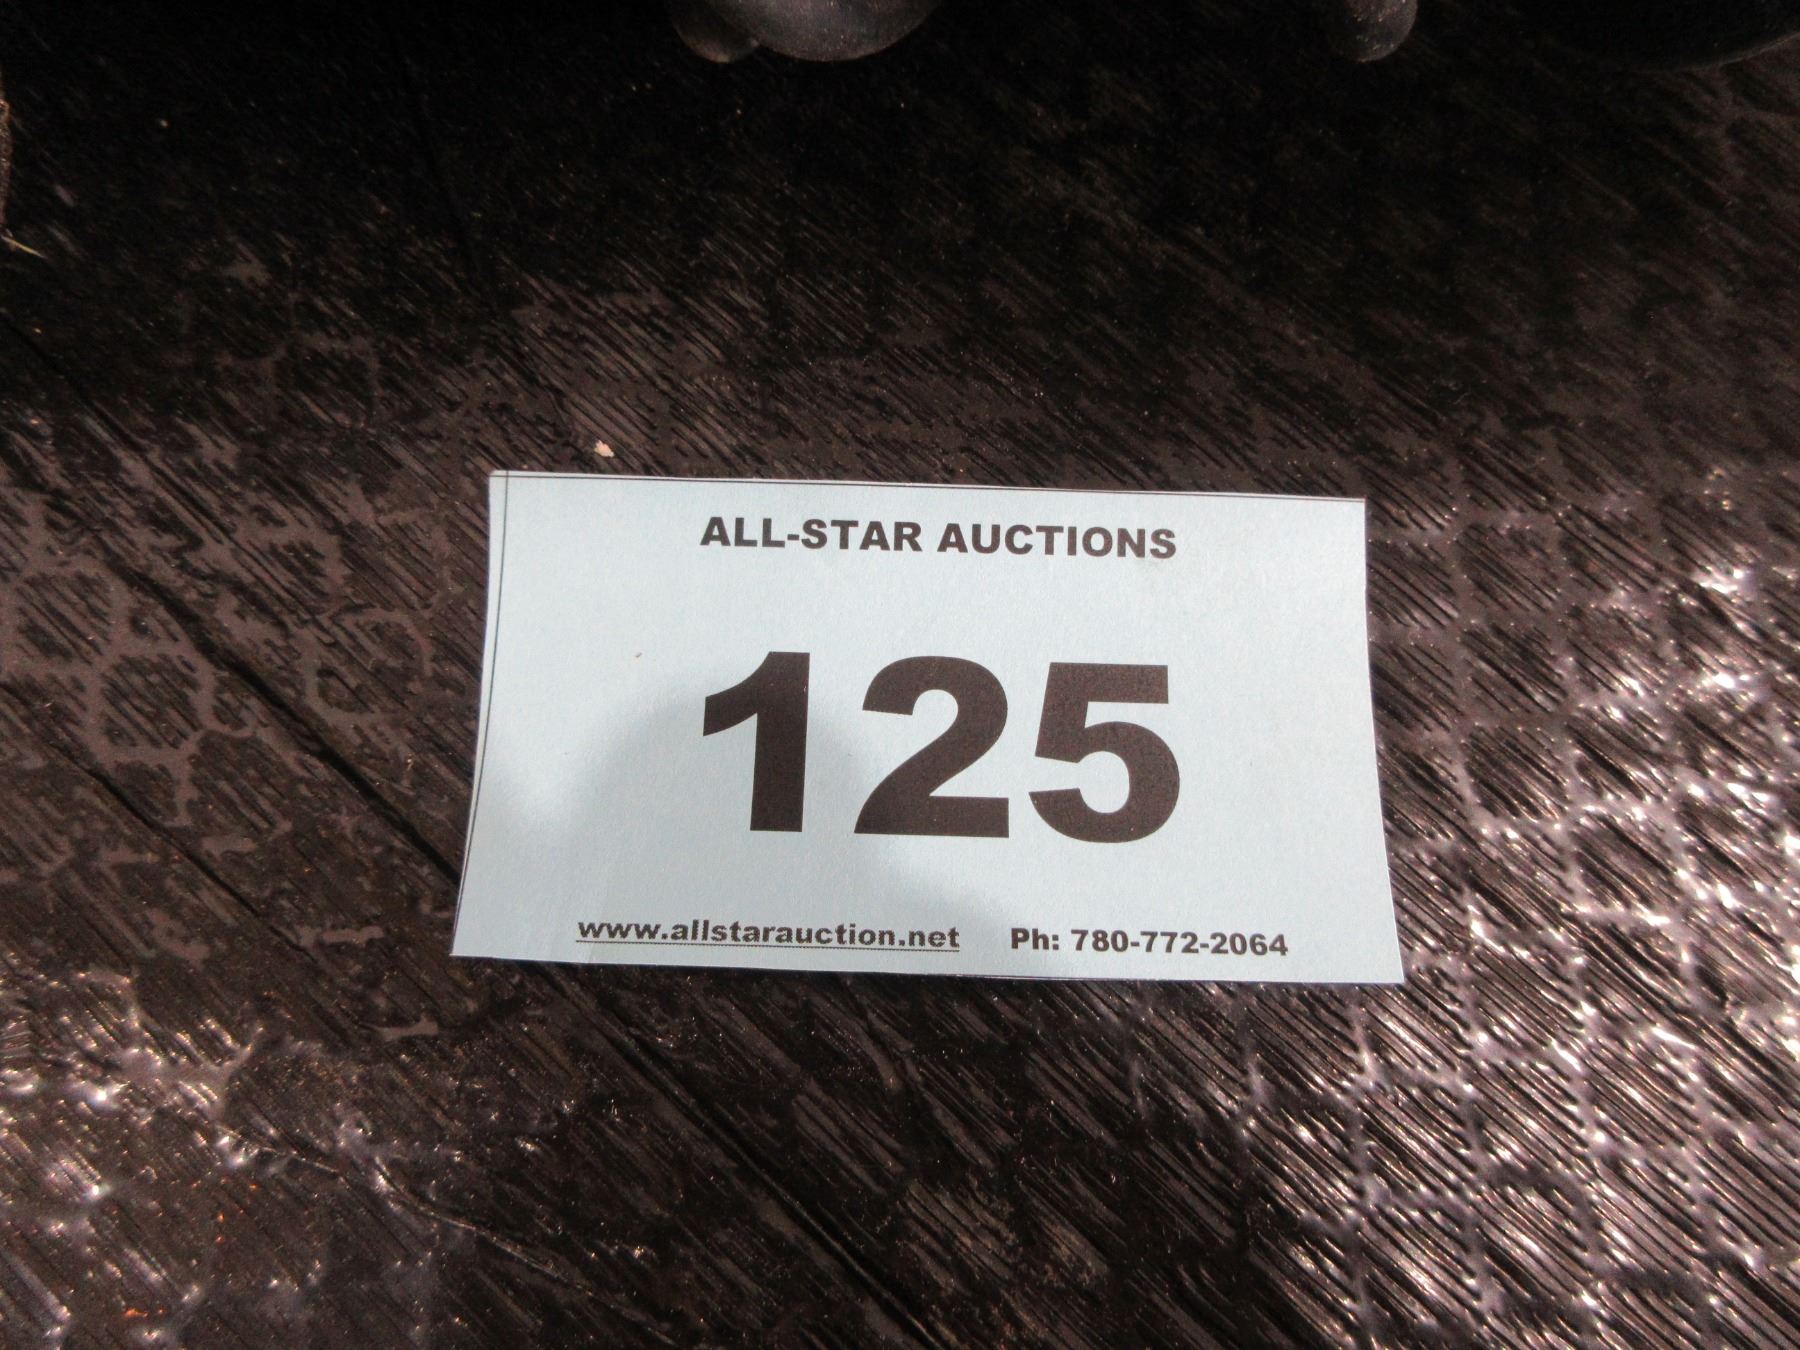 ALL-STAR AUCTIONS
125
www.allstarauction.net Ph: 780-772-2064